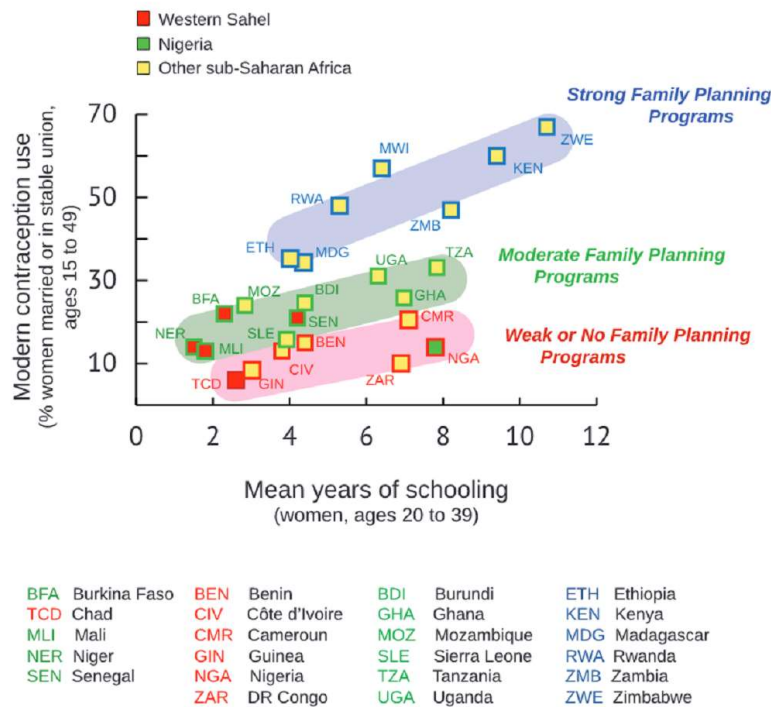 Western Sahel
Nigeria
Other sub-Saharan Africa
Strong Family Planning
Programs
Moderate Family Planning
Programs
Weak or No Family Planning
Programs
Modern contraception use
(% women married or in stable union,
ages 15 to 49)
70
50
30
10
ZWE
KEN
MWI
RWA
ZMB
ETH
MDG
UGA
TZA
BFA
MOZ
BDI
GHA
SEN
NER
MLI
SLE
BEN
CMR
TCD
GIN
CIV
ZAR
NGA
0 2 4 6 8 10 12
Mean years of schooling
(women, ages 20 to 39)
BFA Burkina Faso BEN Benin BDI Burundi ETH Ethiopia
TCD Chad CIV Côte d'Ivoire GHA Ghana KEN Kenya
MLI Mali CMR Cameroun MOZ Mozambique MDG Madagascar
NER Niger GIN Guinea SLE Sierra Leone RWA Rwanda
SEN Senegal NGA Nigeria TZA Tanzania ZMB Zambia
ZAR DR Congo UGA Uganda ZWE Zimbabwe